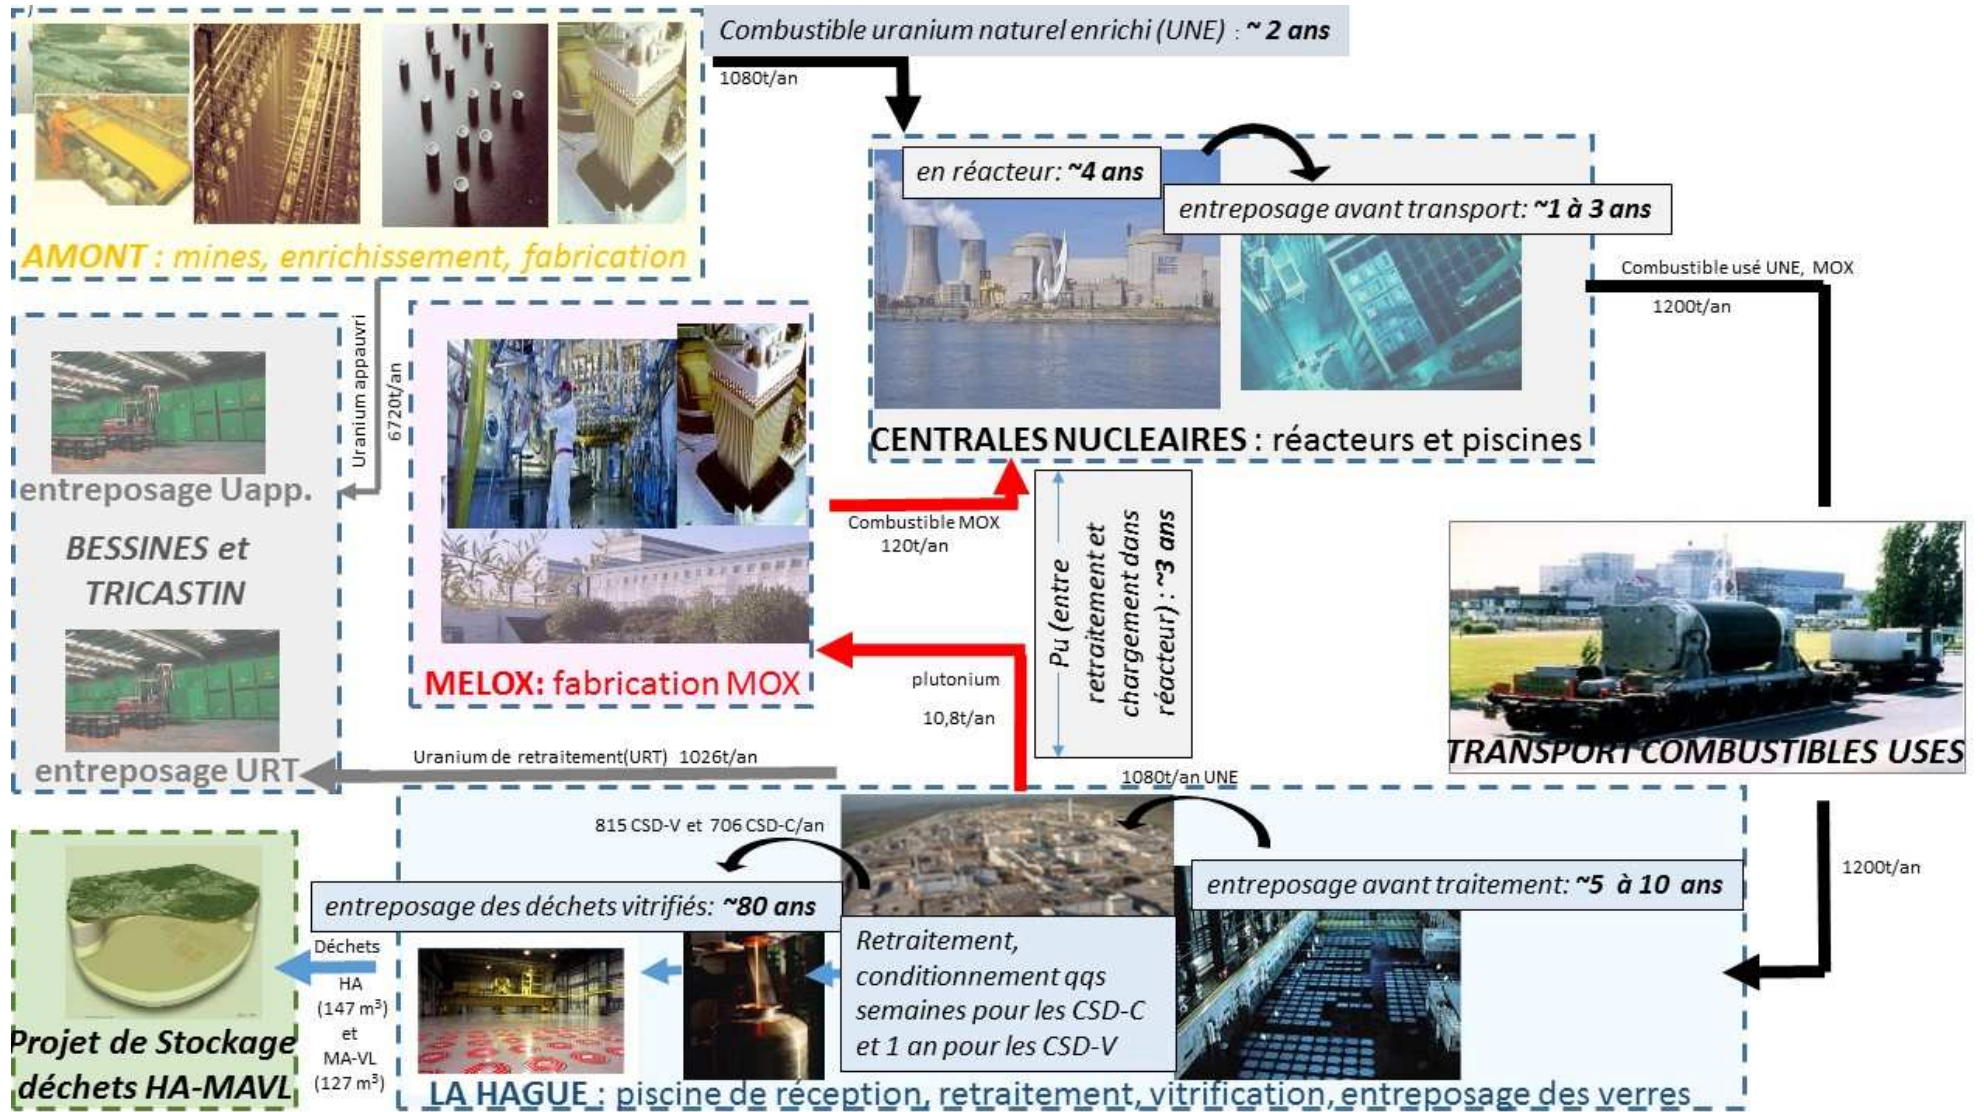 Combustible uranium naturel enrichi (UNE) : ~ 2 ans
1080t/an
AMONT : mines, enrichissement, fabrication
en réacteur: ~4 ans
entreposage avant transport: ~1 à 3 ans
CENTRALES NUCLEAIRES : réacteurs et piscines
Combustible usé UNE, MOX
1200t/an
Uranium appauvri
6720t/an
entreposage Uapp.
BESSINES et
TRICASTIN
entreposage URT
MELOX: fabrication MOX
Combustible MOX
120t/an
plutonium
10,8t/an
Pu (entre
retraitement et
chargement dans
réacteur) : ~3 ans
TRANSPORT COMBUSTIBLES USES
Uranium de retraitement(URT) 1026t/an
1080t/an UNE
1200t/an
815 CSD-V et 706 CSD-C/an
entreposage des déchets vitrifiés: ~80 ans
entreposage avant traitement: ~5 à 10 ans
Retraitement,
conditionnement qqs
semaines pour les CSD-C
et 1 an pour les CSD-V
Déchets
HA
(147 m³)
et
MA-VL
(127 m³)
Projet de Stockage
déchets HA-MAVL
LA HAGUE : piscine de réception, retraitement, vitrification, entreposage des verres